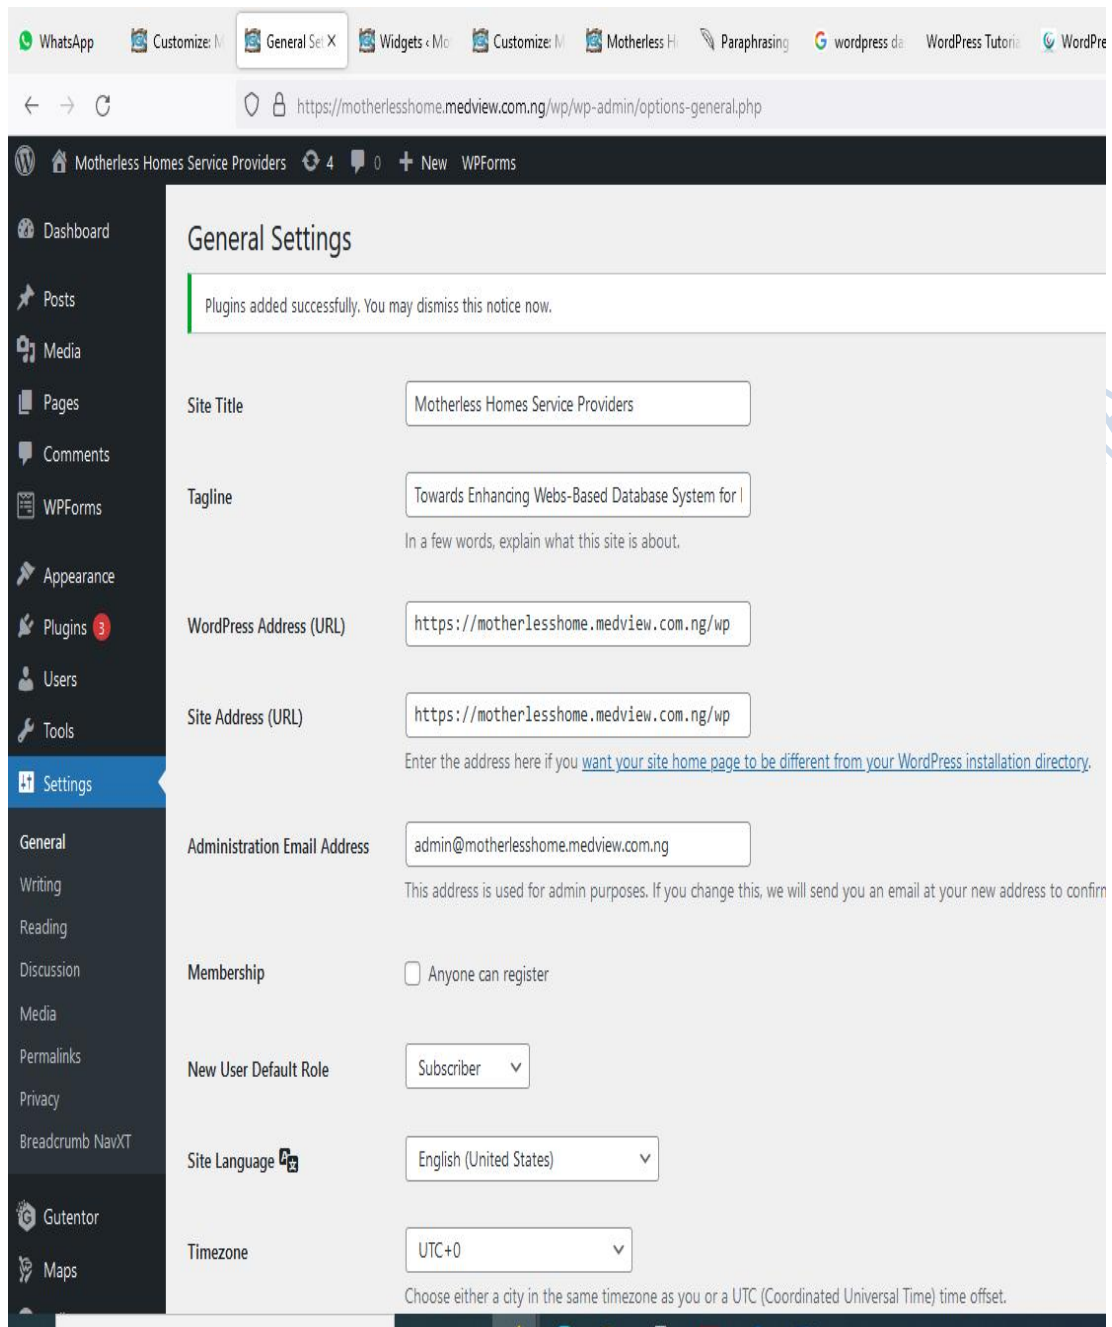 WhatsApp Customize: M General Set X Widgets ‹ Mo Customize: M Motherless H Paraphrasing wordpress da WordPress Tutoria WordPre
https://motherlesshome.medview.com.ng/wp/wp-admin/options-general.php
Motherless Homes Service Providers 4 0 + New WPForms
Dashboard
General Settings
Posts
Plugins added successfully. You may dismiss this notice now.
Media
Pages
Site Title
Motherless Homes Service Providers
Comments
WPForms
Tagline
Towards Enhancing Webs-Based Database System for
In a few words, explain what this site is about.
Appearance
Plugins 3
WordPress Address (URL)
https://motherlesshome.medview.com.ng/wp
Users
Tools
Site Address (URL)
https://motherlesshome.medview.com.ng/wp
Enter the address here if you want your site home page to be different from your WordPress installation directory.
Settings
General
Administration Email Address
admin@motherlesshome.medview.com.ng
Writing
This address is used for admin purposes. If you change this, we will send you an email at your new address to confirm
Reading
Discussion
Membership
Anyone can register
Media
Permalinks
New User Default Role
Subscriber
Privacy
Breadcrumb NavXT
Site Language
English (United States)
Gutentor
Timezone
UTC+0
Maps
Choose either a city in the same timezone as you or a UTC (Coordinated Universal Time) time offset.